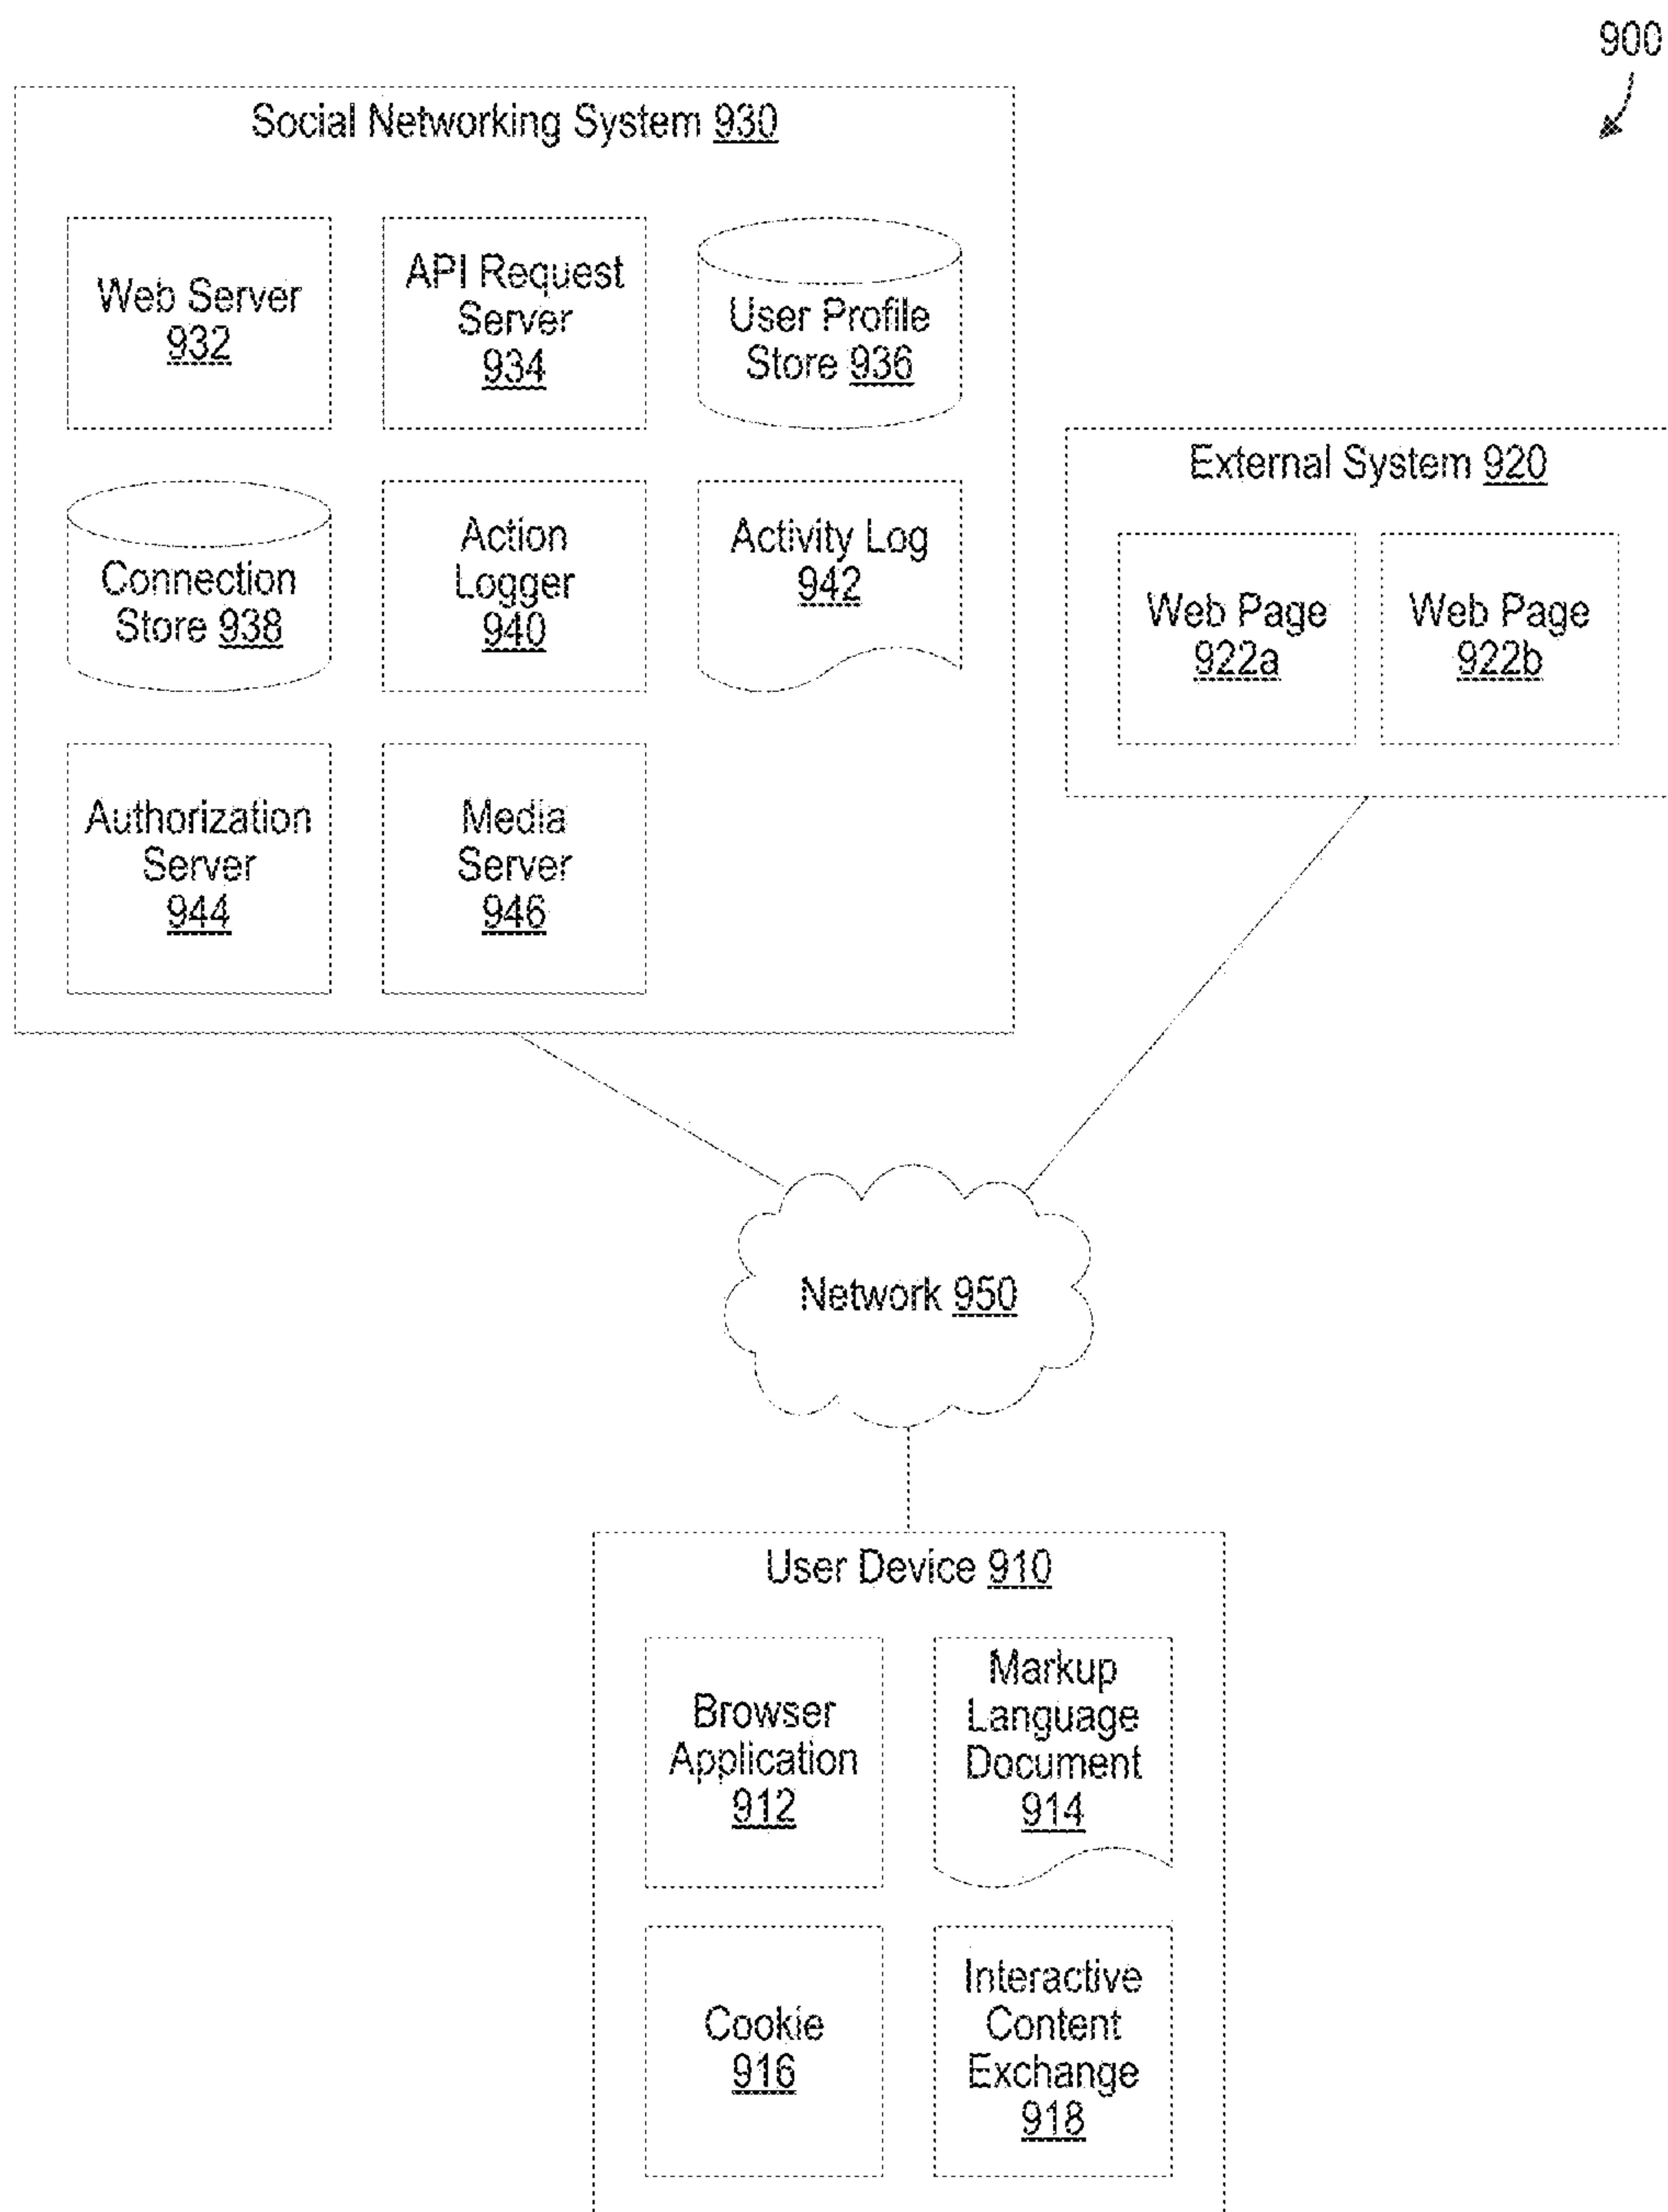 900
Social Networking System 930
Web Server
932
API Request
Server
934
User Profile
Store 936
Connection
Store 938
Action
Logger
940
Activity Log
942
Authorization
Server
944
Media
Server
946
External System 920
Web Page
922a
Web Page
922b
Network 950
User Device 910
Browser
Application
912
Markup
Language
Document
914
Cookie
916
Interactive
Content
Exchange
918